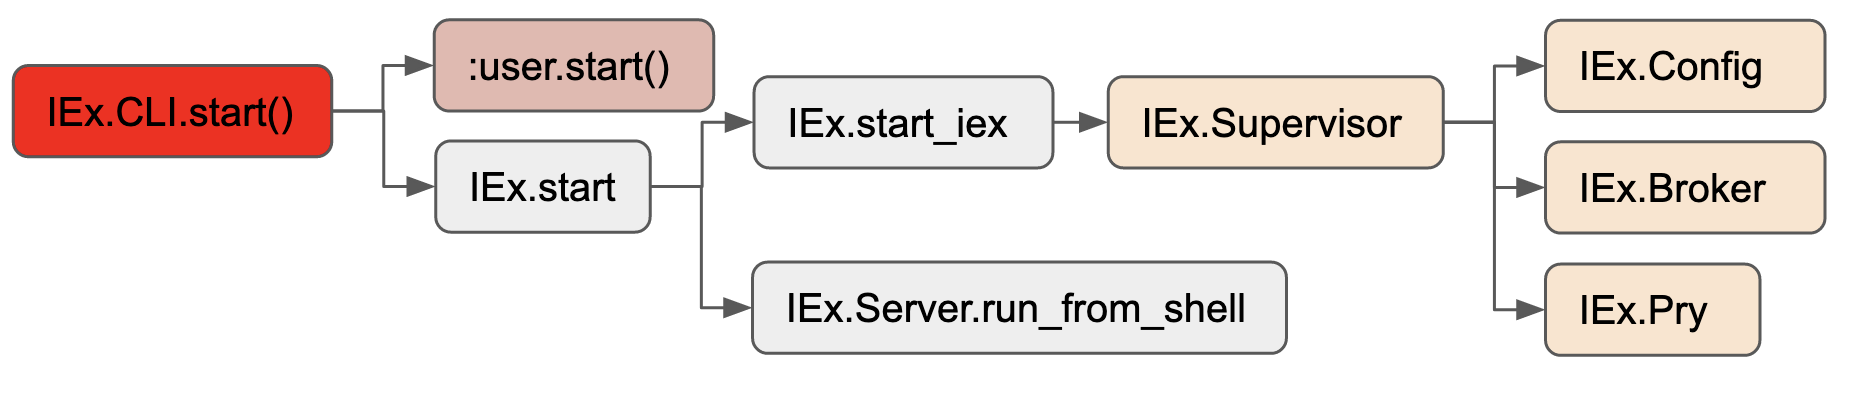 IEx.CLI.start()
:user.start()
IEx.start
IEx.start_iex
IEx.Server.run_from_shell
IEx.Supervisor
IEx.Config
IEx.Broker
IEx.Pry